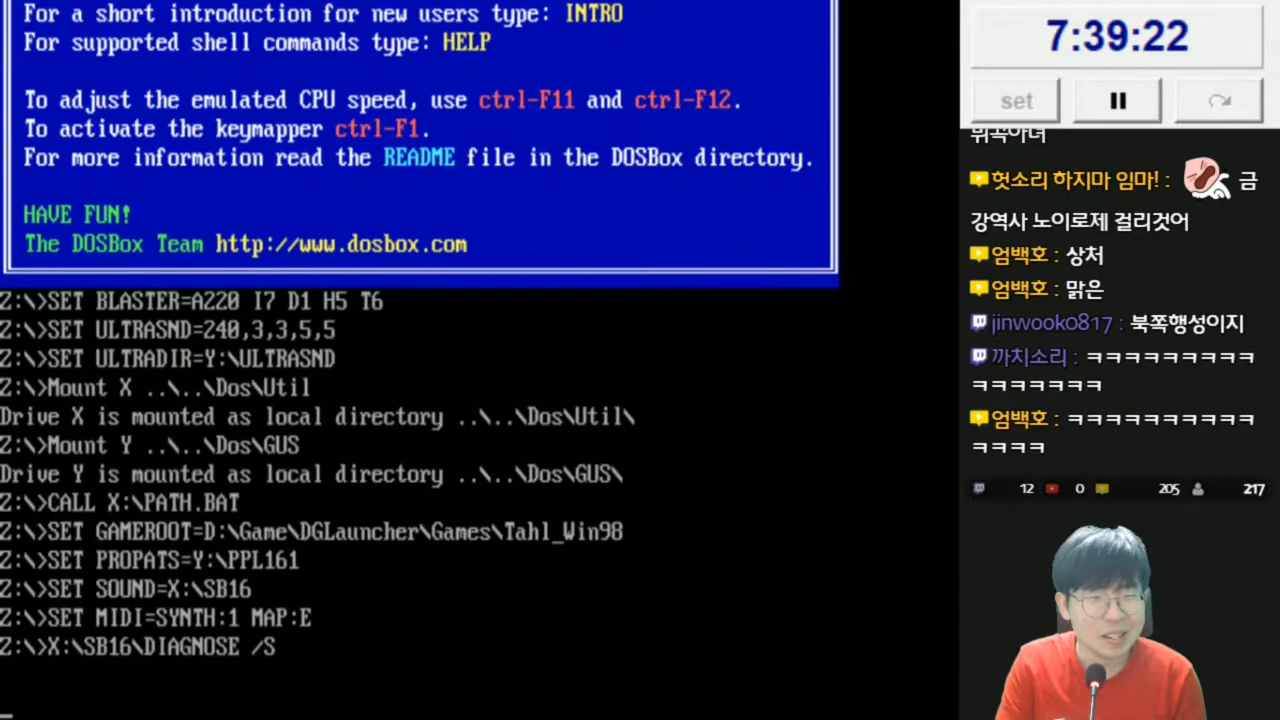 For a short introduction for new users type: INTRO
For supported shell commands type: HELP
To adjust the emulated CPU speed, use ctrl-F11 and ctrl-F12.
To activate the keymapper ctrl-F1.
For more information read the README file in the DOSBox directory.
HAVE FUN!
The DOSBox Team http://www.dosbox.com
Z:\>SET BLASTER=A220 I7 D1 H5 T6
Z:\>SET ULTRASND=240,3,3,5,5
Z:\>SET ULTRADIR=Y:\ULTRASND
Z:\>Mount X ..\..\Dos\Util
Drive X is mounted as local directory ..\..\Dos\Util\
Z:\>Mount Y ..\..\Dos\GUS
Drive Y is mounted as local directory ..\..\Dos\GUS\
Z:\>CALL X:\PATH.BAT
Z:\>SET GAMEROOT=D:\Game\DGLauncher\Games\Tahl_Win98
Z:\>SET PROPATS=Y:\PPL161
Z:\>SET SOUND=X:\SB16
Z:\>SET MIDI=SYNTH:1 MAP:E
Z:\>X:\SB16\DIAGNOSE /S
7:39:22
set
헛소리 하지마 임마! : 금
강역사 노이로제 걸리것어
엄백호 : 상처
엄백호 : 맑은
jinwook0817 : 북쪽행성이지
까치소리 : ㅋㅋㅋㅋㅋㅋㅋㅋㅋ
ㅋㅋㅋㅋㅋㅋㅋ
엄백호 : ㅋㅋㅋㅋㅋㅋㅋㅋㅋㅋ
ㅋㅋㅋㅋ
12 0 205 217